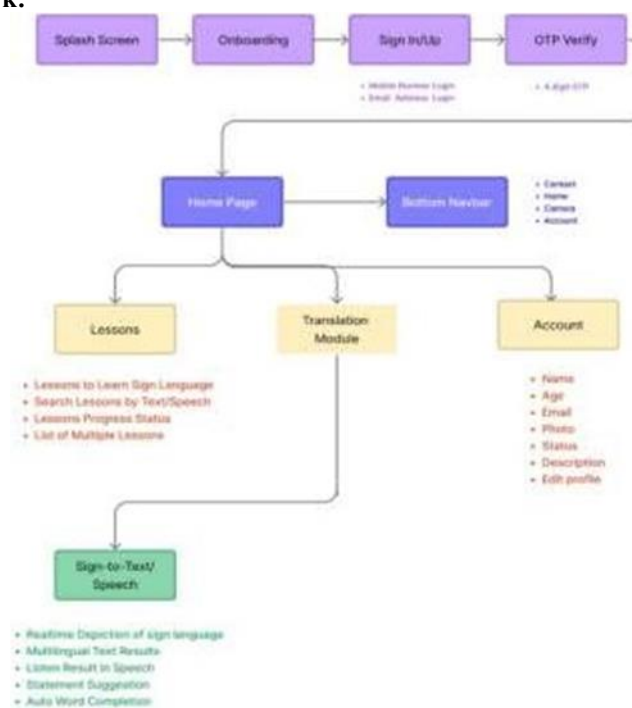 k.
Splash Screen
Onboarding
Sign In/Up
OTP Verify
• Mobile Number Login
• Email Address Login
• 4 digit OTP
Home Page
Bottom Navbar
• Contact
• Home
• Camera
• Account
Lessons
Translation
Module
Account
• Lessons to Learn Sign Language
• Search Lessons by Text/Speech
• Lessons Progress Status
• List of Multiple Lessons
• Name
• Age
• Email
• Photo
• Status
• Description
• Edit profile
Sign-to-Text/
Speech
• Realtime Depiction of sign language
• Multilingual Text Results
• Listen Result in Speech
• Statement Suggestion
• Auto Word Completion